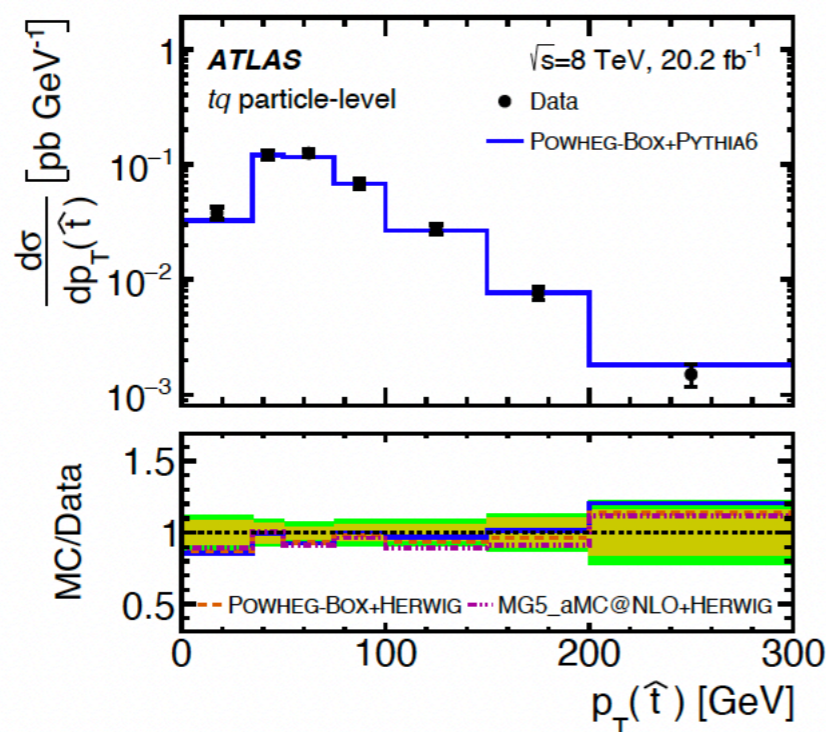 ATLAS
√s=8 TeV, 20.2 fb⁻¹
tq particle-level
Data
POWHEG-BOX+PYTHIA6
dσ/dp_T(t̂) [pb GeV⁻¹]
1
10⁻¹
10⁻²
10⁻³
MC/Data
1.5
1
0.5
POWHEG-BOX+HERWIG
MG5_aMC@NLO+HERWIG
0 100 200 300
p_T(t̂) [GeV]